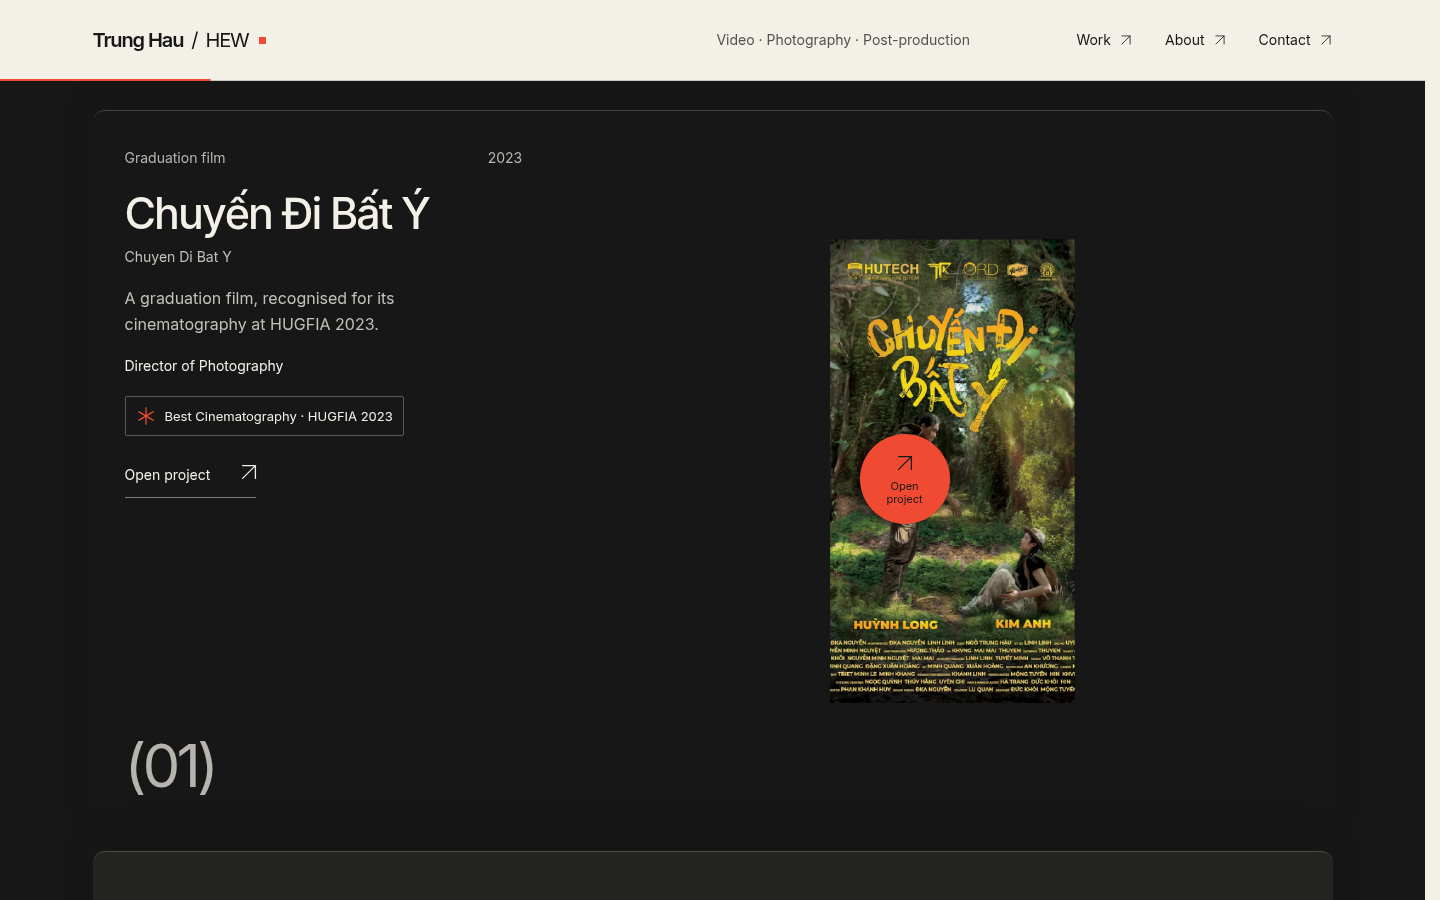 Trung Hau / HEW
Video · Photography · Post-production
Work
About
Contact
Graduation film
2023
Chuyến Đi Bất Ý
Chuyen Di Bat Y
A graduation film, recognised for its
cinematography at HUGFIA 2023.
Director of Photography
Best Cinematography · HUGFIA 2023
Open project
(01)
HUTECH
CHUYẾN ĐI
BẤT Ý
Open
project
HUỲNH LONG
KIM ANH